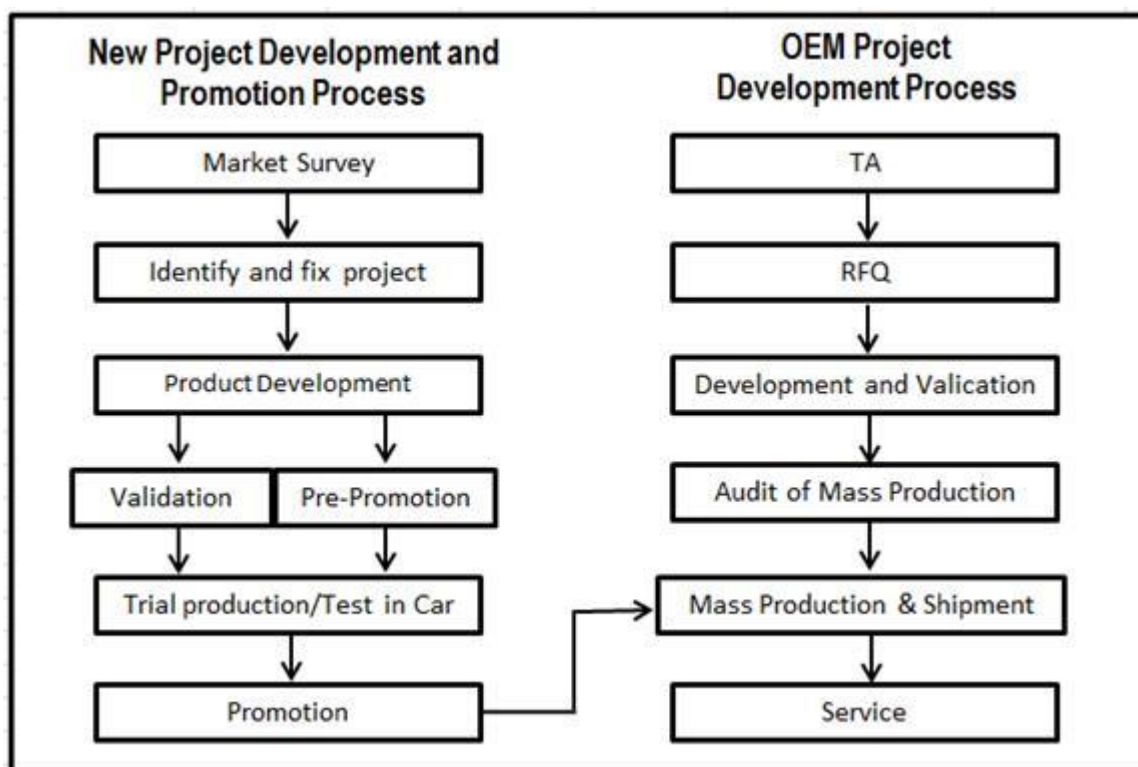 New Project Development and
Promotion Process
Market Survey
Identify and fix project
Product Development
Validation
Pre-Promotion
Trial production/Test in Car
Promotion
OEM Project
Development Process
TA
RFQ
Development and Valication
Audit of Mass Production
Mass Production & Shipment
Service